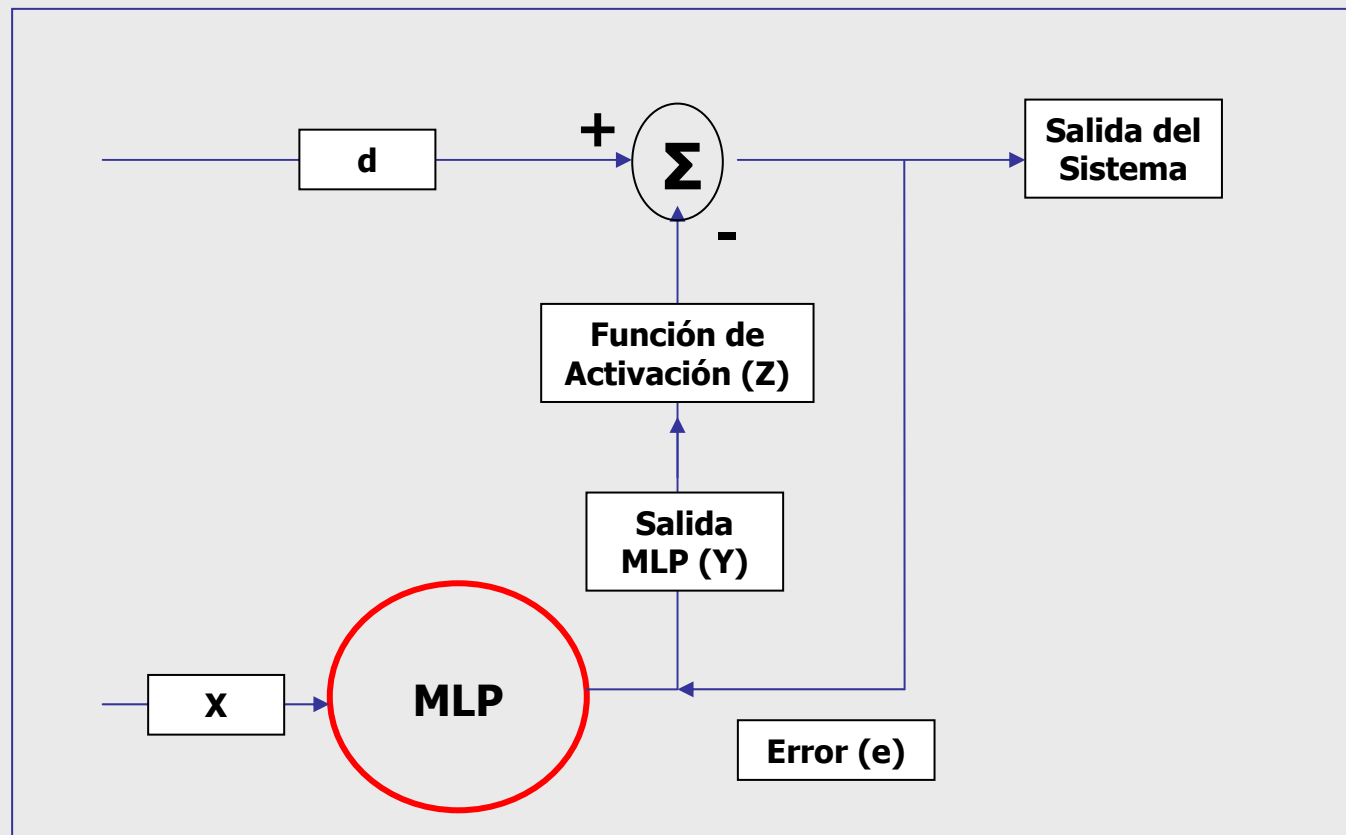 d
+
Σ
-
Salida del
Sistema
Función de
Activación (Z)
Salida
MLP (Y)
X
MLP
Error (e)